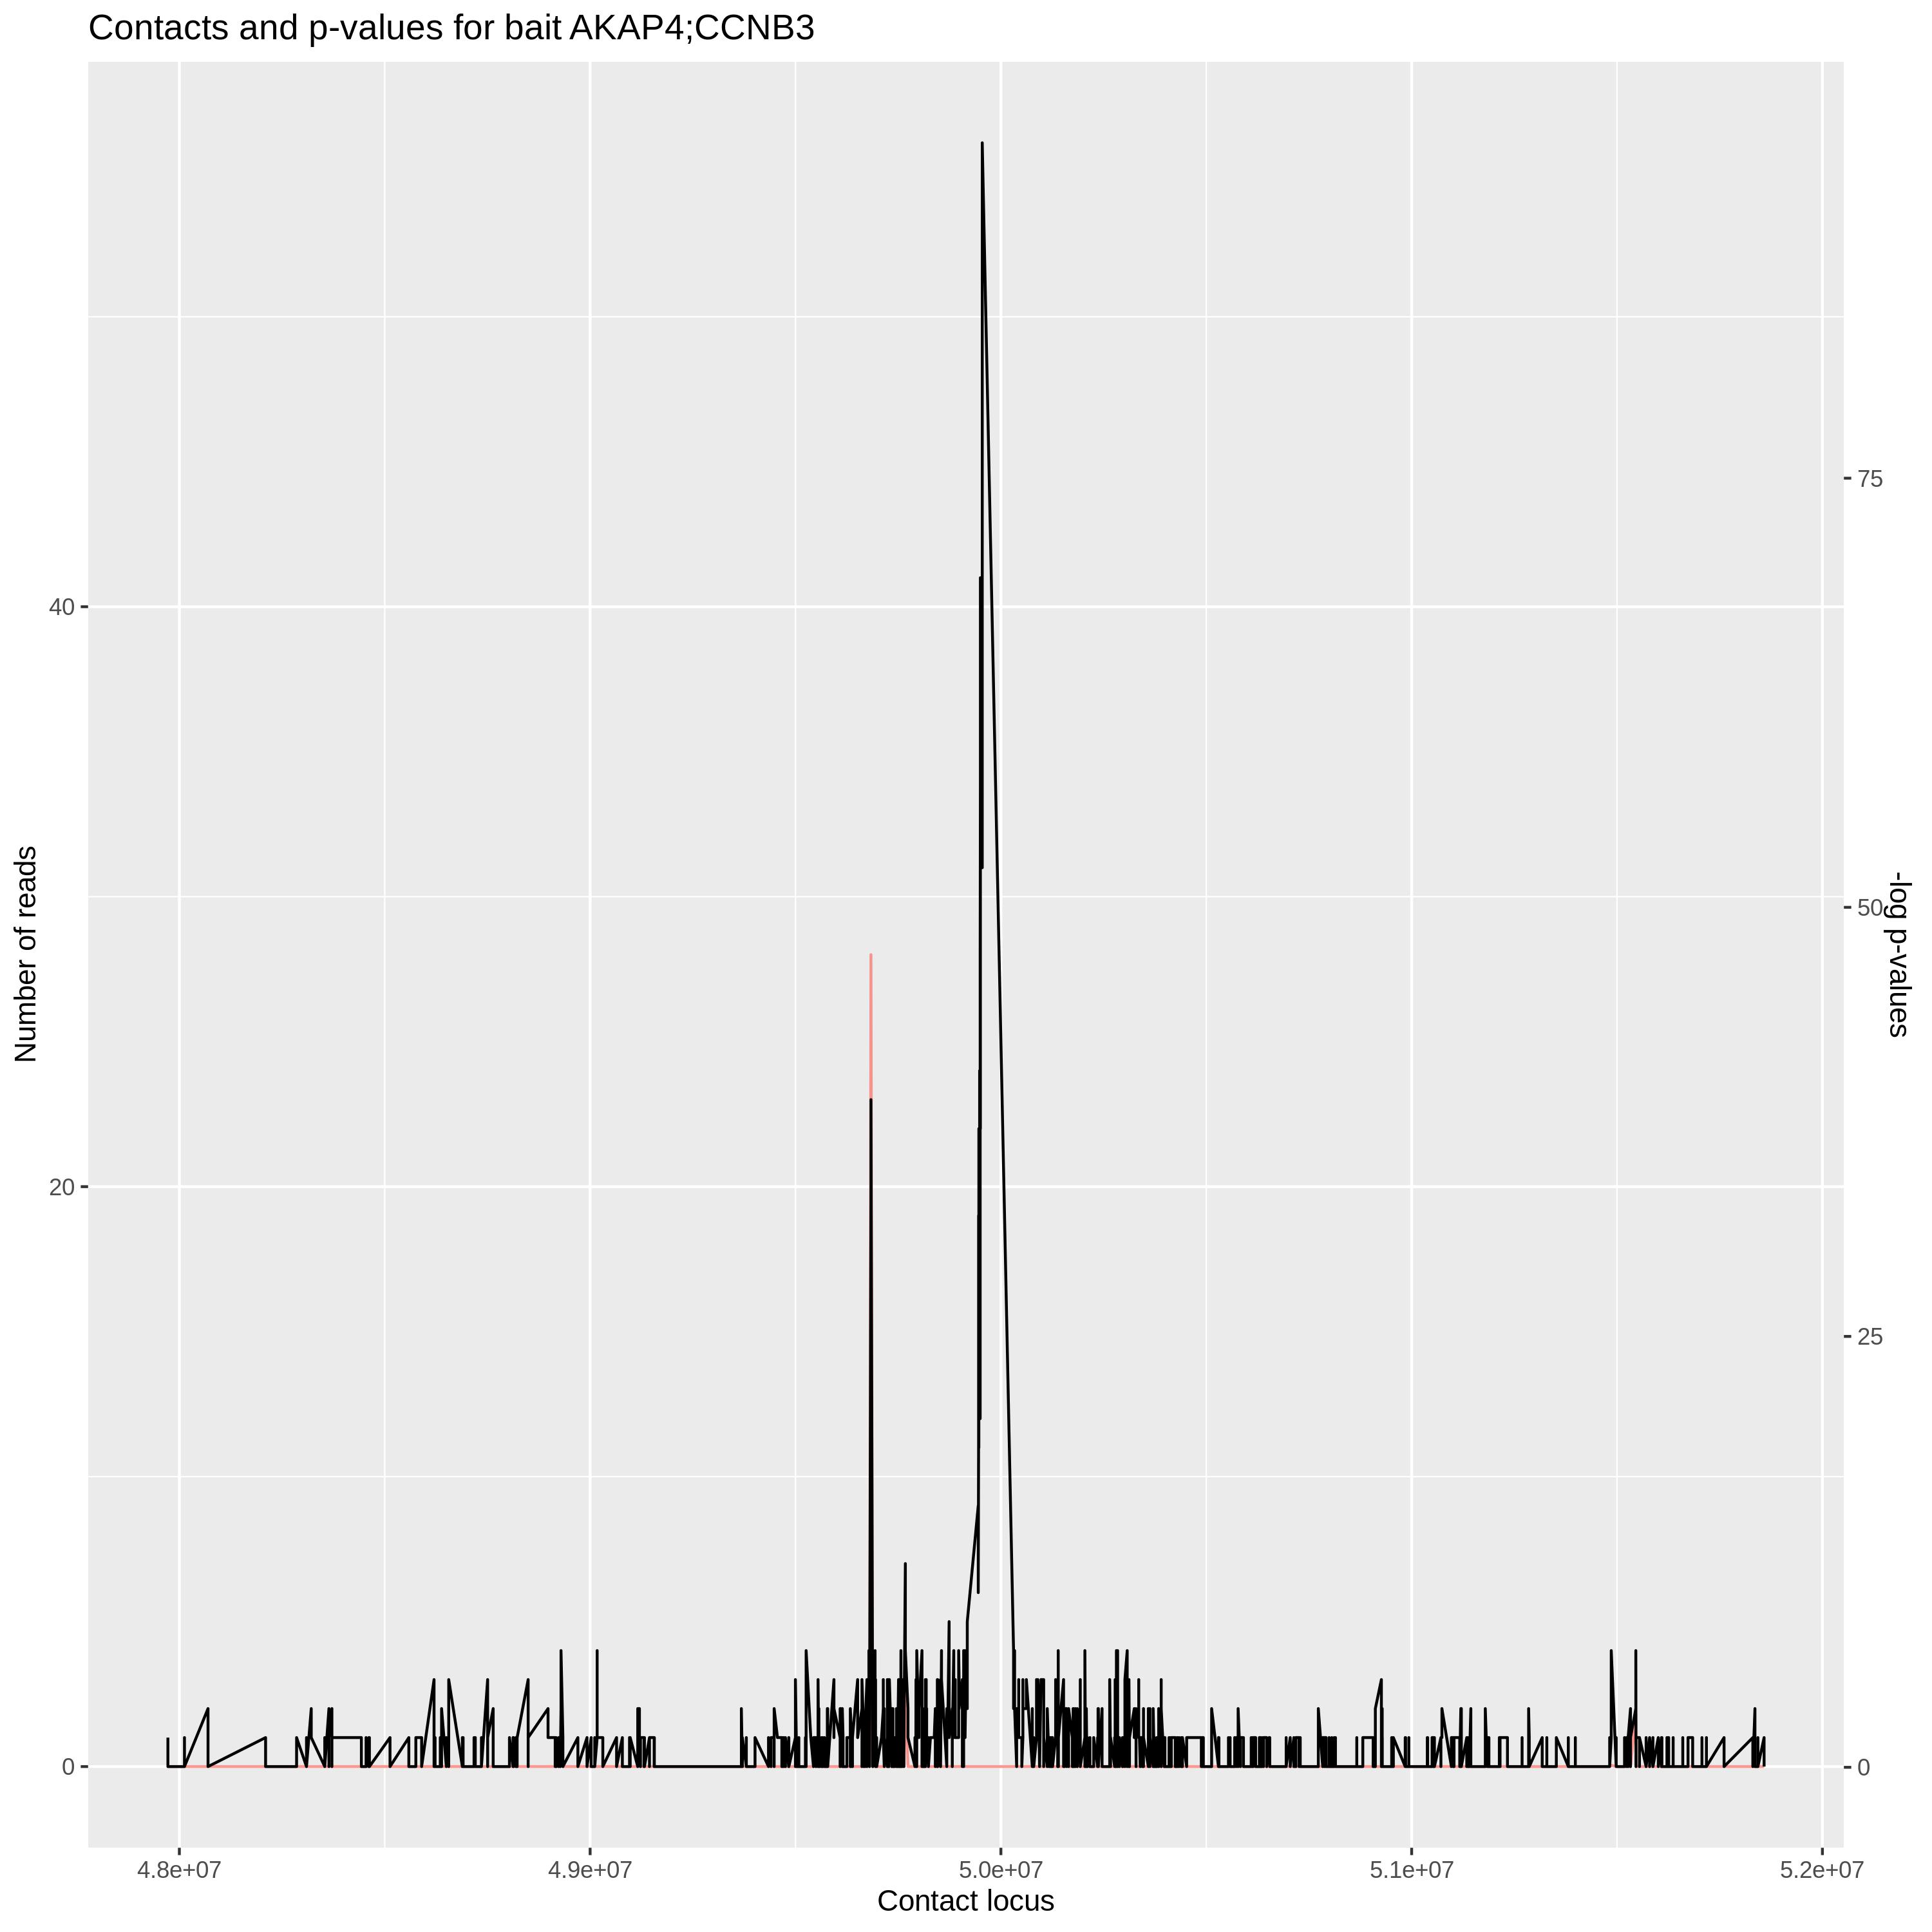 Contacts and p-values for bait AKAP4;CCNB3
Number of reads
40
20
0
75
50
25
0
-log p-values
4.8e+07
4.9e+07
5.0e+07
5.1e+07
5.2e+07
Contact locus